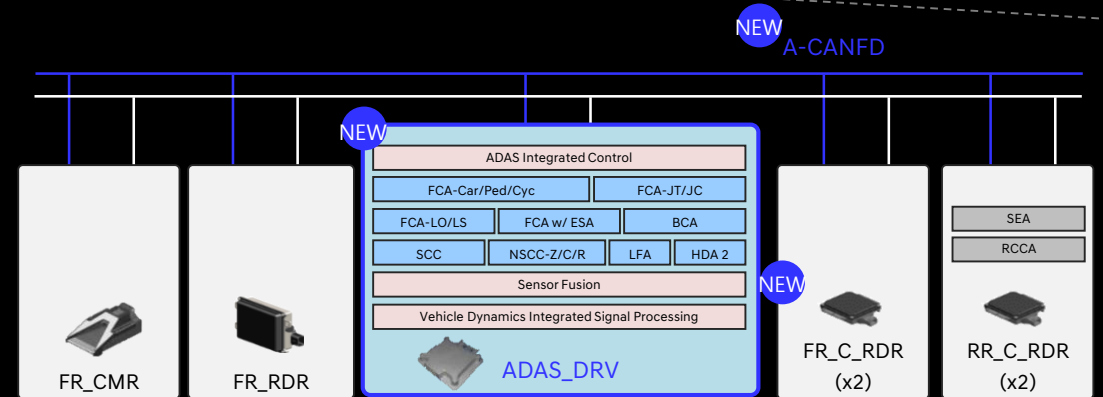 NEW
A-CANFD
NEW
ADAS Integrated Control
FCA-Car/Ped/Cyc
FCA-JT/JC
FCA-LO/LS
FCA w/ ESA
BCA
SCC
NSCC-Z/C/R
LFA
HDA 2
Sensor Fusion
Vehicle Dynamics Integrated Signal Processing
ADAS_DRV
FR_CMR
FR_RDR
NEW
FR_C_RDR
(x2)
SEA
RCCA
RR_C_RDR
(x2)